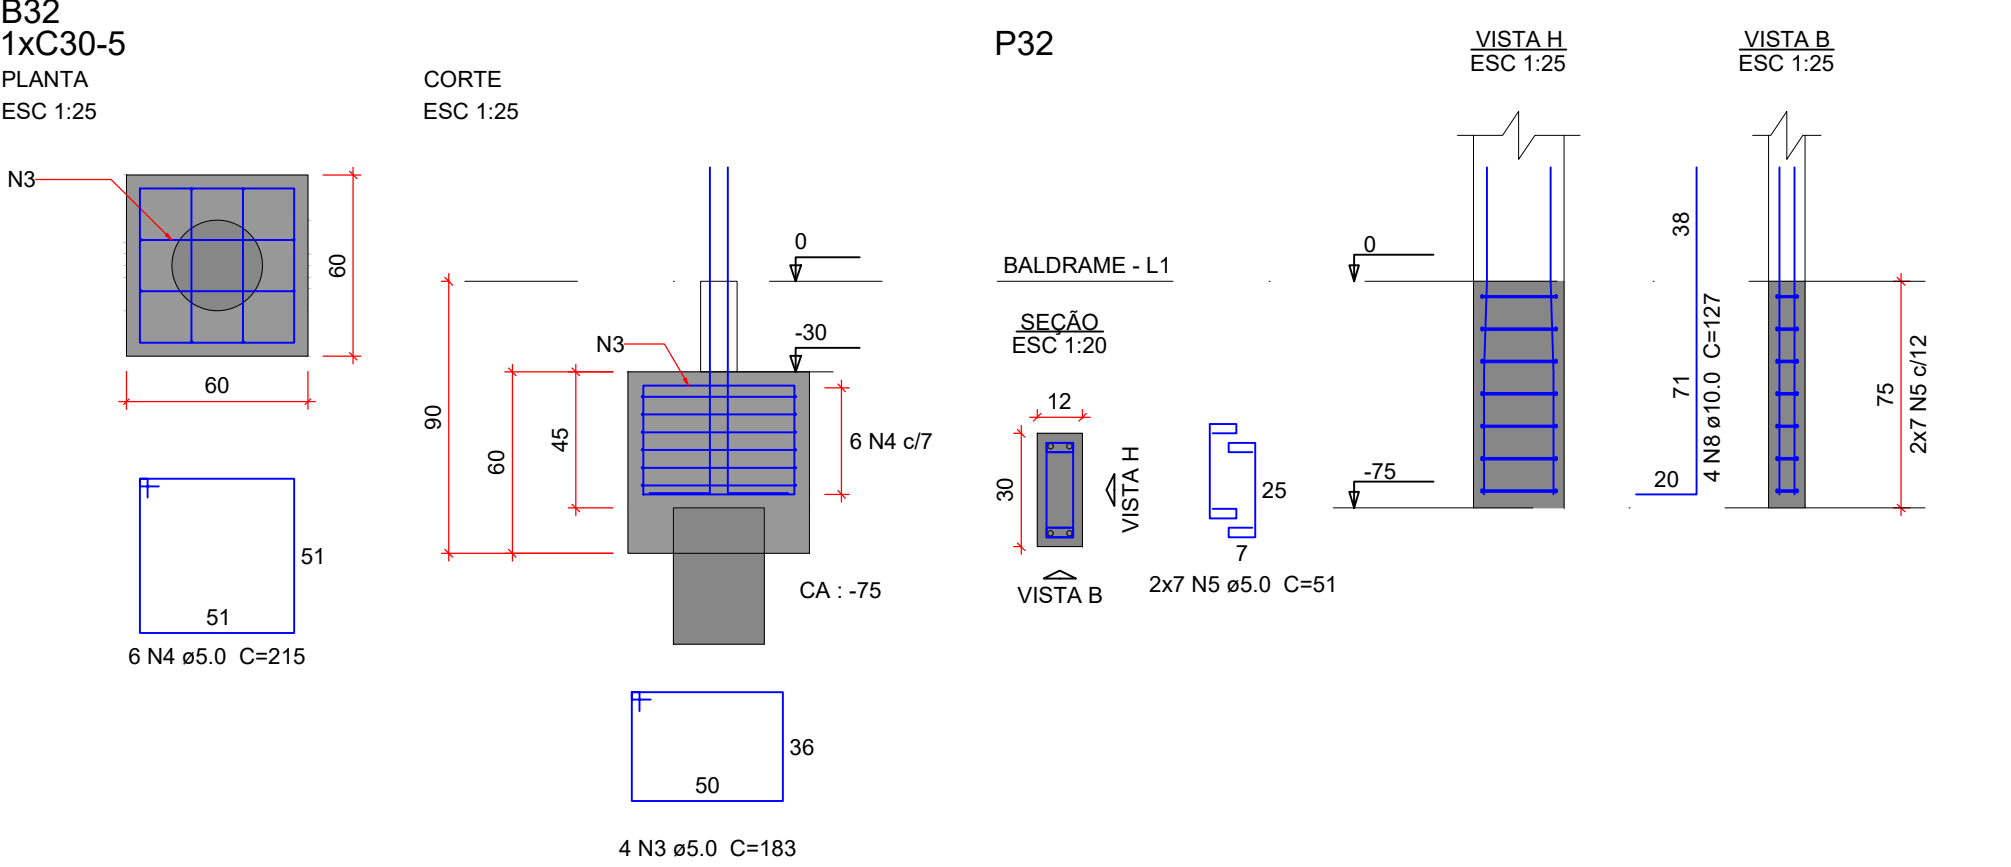 B32
1xC30-5
PLANTA
ESC 1:25
N3
60
60
51
51
6 N4 ø5.0  C=215
CORTE
ESC 1:25
0
-30
N3
90
60
45
6 N4 c/7
CA : -75
36
50
4 N3 ø5.0  C=183
P32
BALDRAME - L1
SEÇÃO
ESC 1:20
12
30
VISTA H
VISTA B
25
7
2x7 N5 ø5.0  C=51
VISTA H
ESC 1:25
0
-75
38
71
20
4 N8 ø10.0  C=127
VISTA B
ESC 1:25
75
2x7 N5 c/12